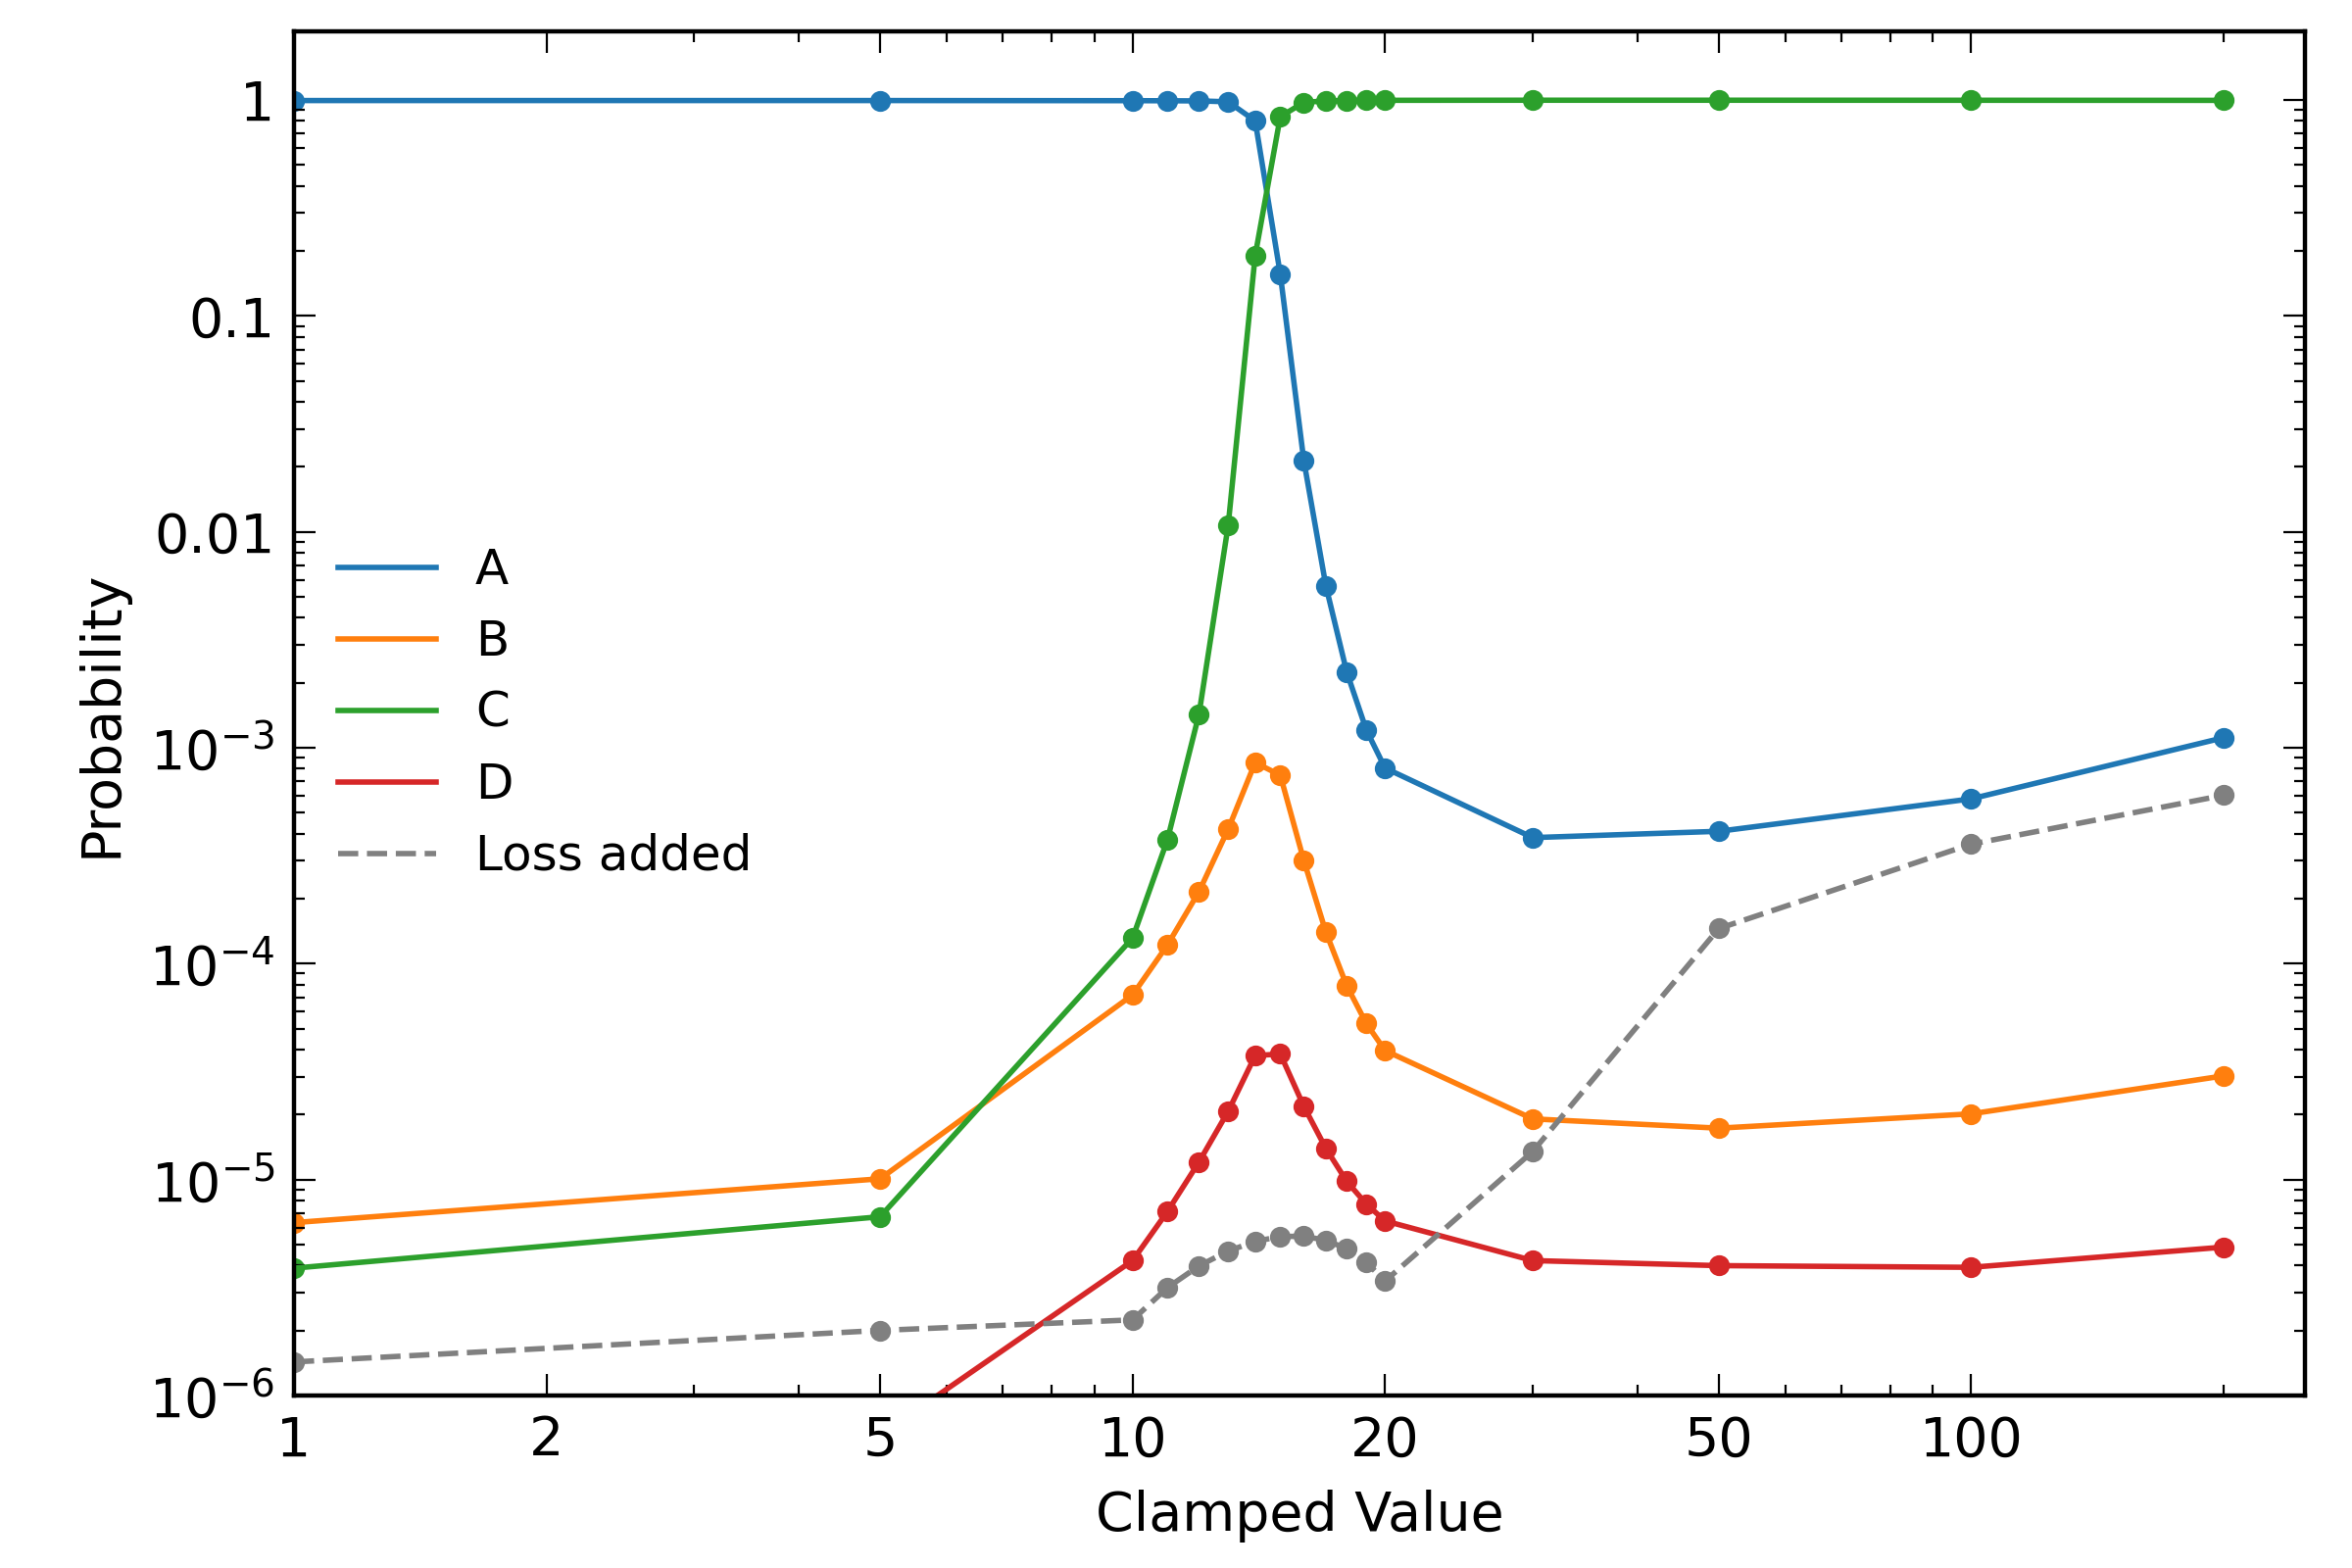 1
0.1
0.01
10⁻³
10⁻⁴
10⁻⁵
10⁻⁶
Probability
A
B
C
D
Loss added
1 2 5 10 20 50 100
Clamped Value